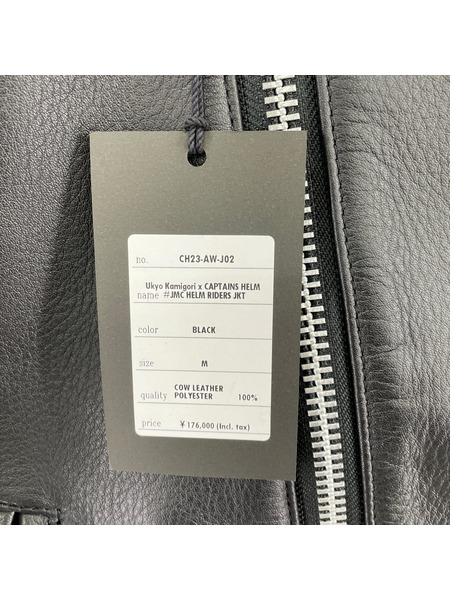 no. CH23-AW-J02
Ukyo Kamigori x CAPTAINS HELM
name #JMC HELM RIDERS JKT
color BLACK
size M
COW LEATHER
quality POLYESTER 100%
price ￥176,000 (Incl. tax)